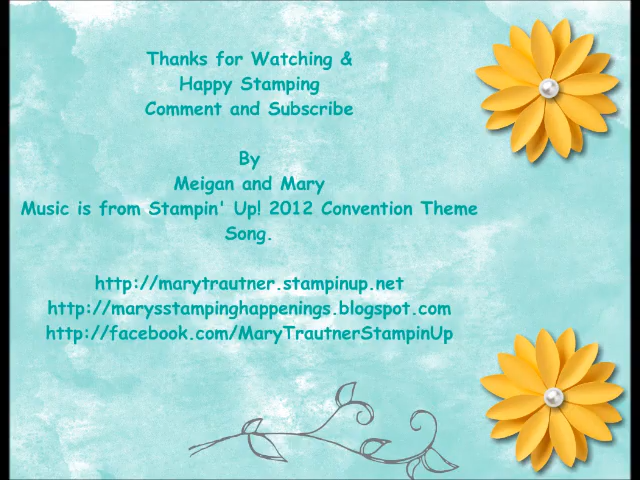 Thanks for Watching &
Happy Stamping
Comment and Subscribe
By
Meigan and Mary
Music is from Stampin' Up! 2012 Convention Theme
Song.
http://marytrautner.stampinup.net
http://marysstampinghappenings.blogspot.com
http://facebook.com/MaryTrautnerStampinUp